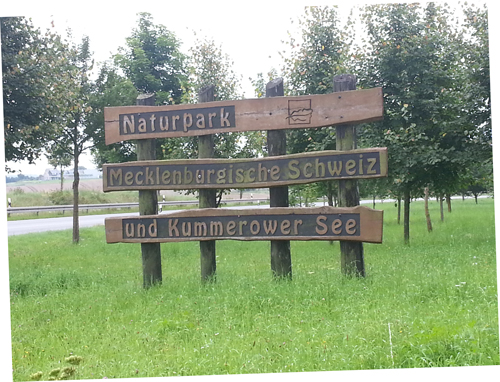 Naturpark
Mecklenburgische Schweiz
und Kummerower See